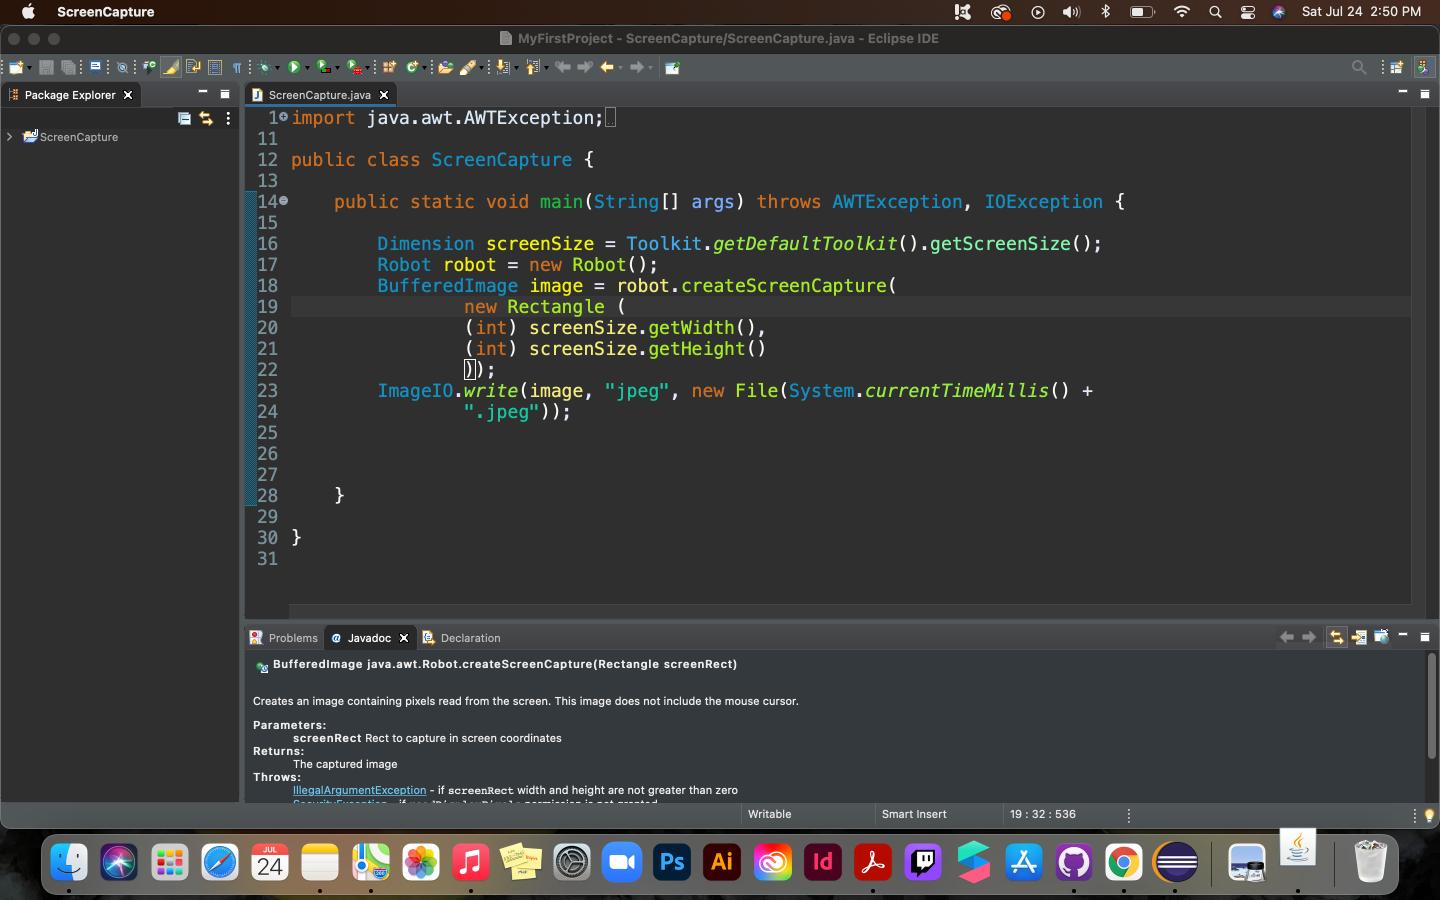 ScreenCapture
Sat Jul 24 2:50 PM
MyFirstProject - ScreenCapture/ScreenCapture.java - Eclipse IDE
Package Explorer
ScreenCapture.java
ScreenCapture
1 import java.awt.AWTException;
11
12 public class ScreenCapture {
13
14 public static void main(String[] args) throws AWTException, IOException {
15
16 Dimension screenSize = Toolkit.getDefaultToolkit().getScreenSize();
17 Robot robot = new Robot();
18 BufferedImage image = robot.createScreenCapture(
19 new Rectangle (
20 (int) screenSize.getWidth(),
21 (int) screenSize.getHeight()
22 ));
23 ImageIO.write(image, "jpeg", new File(System.currentTimeMillis() +
24 ".jpeg"));
25
26
27
28 }
29
30 }
31
Problems
Javadoc
Declaration
BufferedImage java.awt.Robot.createScreenCapture(Rectangle screenRect)
Creates an image containing pixels read from the screen. This image does not include the mouse cursor.
Parameters:
screenRect Rect to capture in screen coordinates
Returns:
The captured image
Throws:
IllegalArgumentException - if screenRect width and height are not greater than zero
Writable
Smart Insert
19 : 32 : 536
JUL
24
Ps
Ai
Id